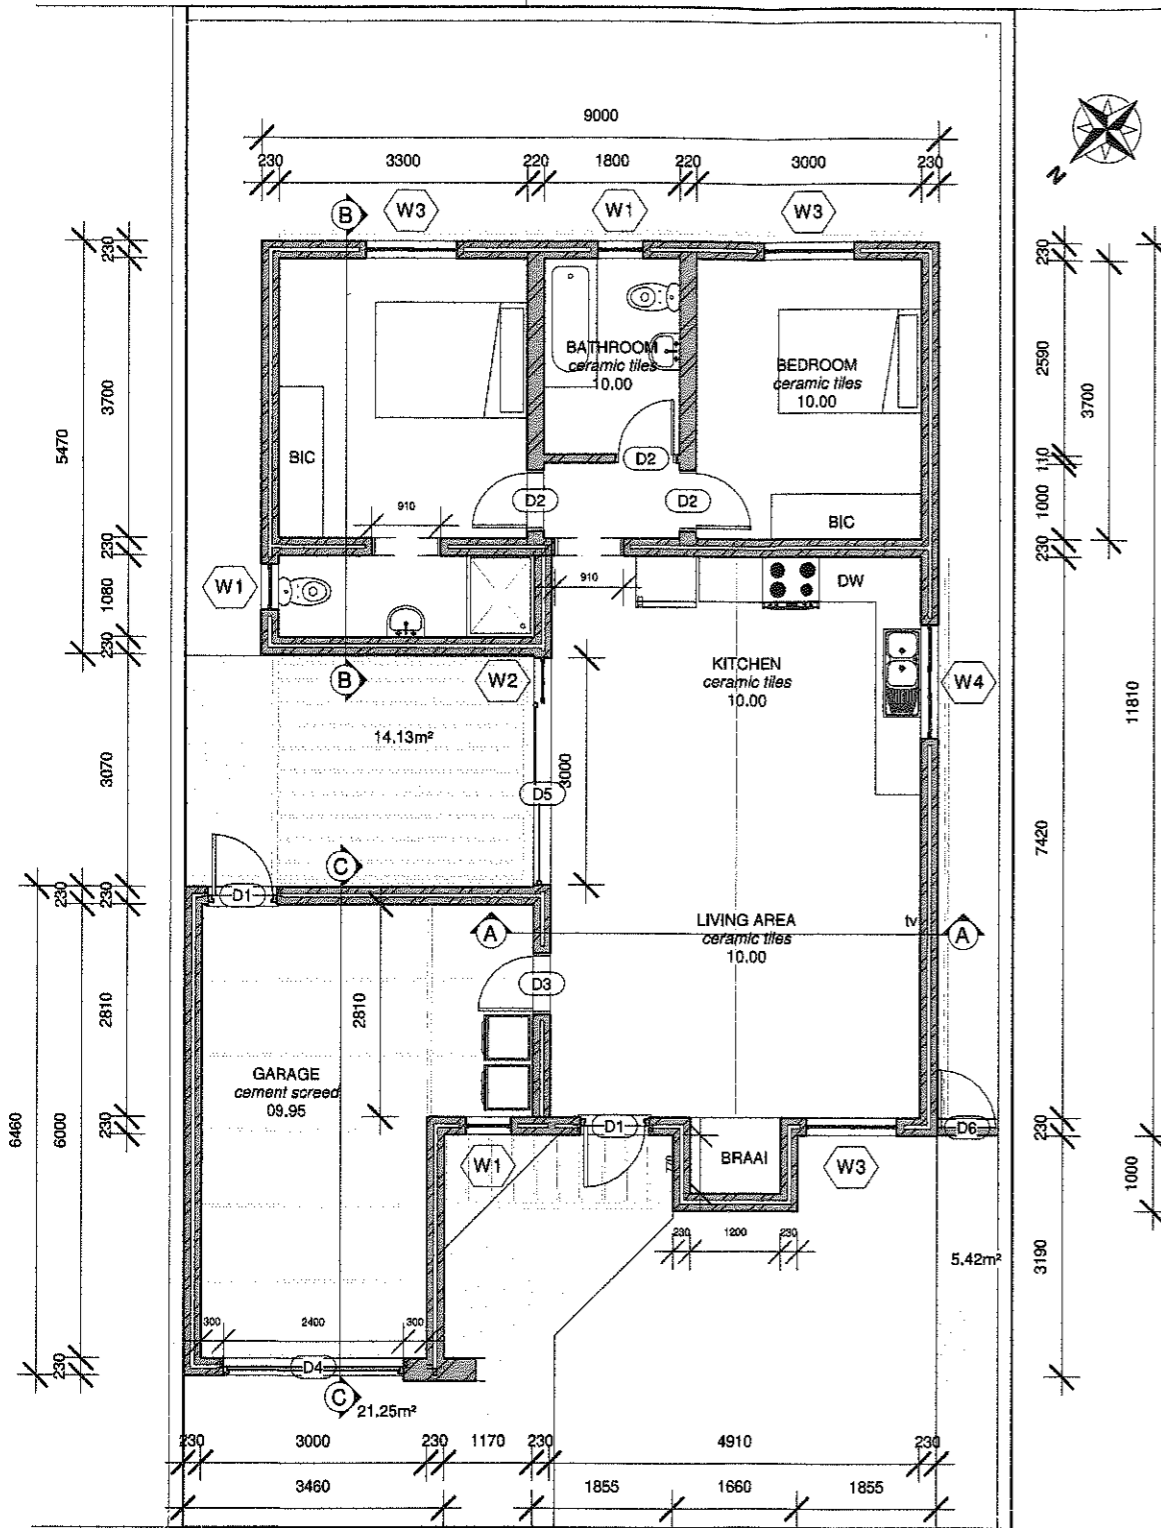 9000
230 3300 220 1800 220 3000 230
N
B W3 W1 W3
230
230
BATHROOM
ceramic tiles
10.00
BEDROOM
ceramic tiles
10.00
2590
3700
3700
5470
BIC
D2
110
D2 D2
1000
910
BIC
230
230
W1
1080
910
DW
230
KITCHEN
ceramic tiles
10.00
B W2 W4
11810
14,13m²
3070
3000
D5
7420
C
230 230
D1
LIVING AREA
ceramic tiles
10.00
tv
A A
D3
2810
2810
GARAGE
cement screed
09.95
6460
6000
230
D1
D6
230
W1
BRAAI
W3
770
1000
230 1200 230
5.42m²
3190
300 2400 300
D4
230
C
21.25m²
230 3000 230 1170 230 4910 230
3460 1855 1660 1855